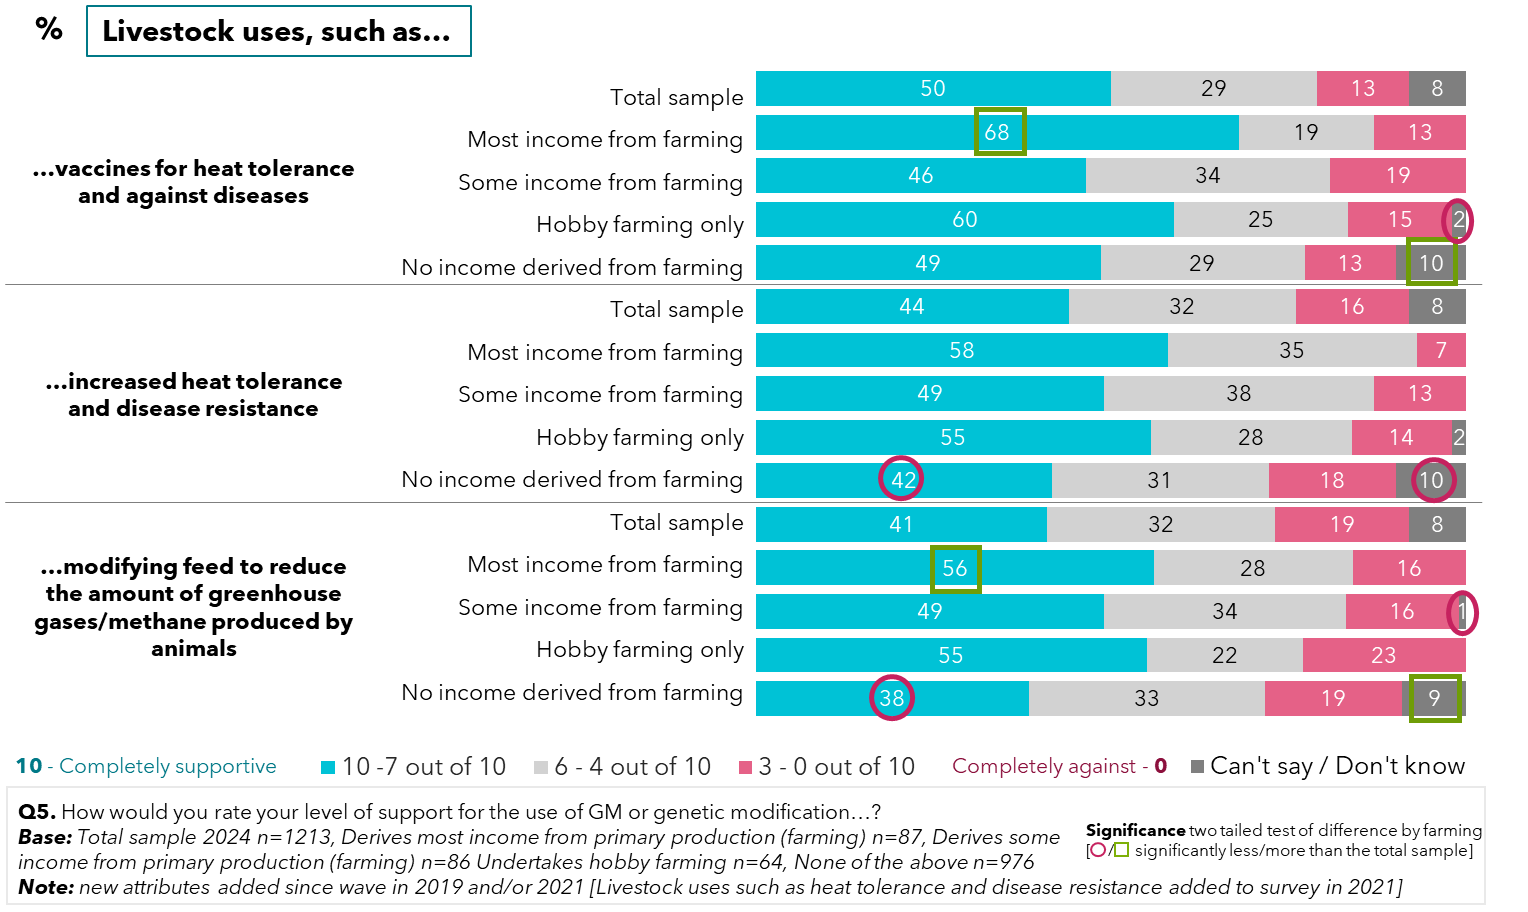 % Livestock uses, such as...
...vaccines for heat tolerance
and against diseases
Total sample 50 29 13 8
Most income from farming 68 19 13
Some income from farming 46 34 19
Hobby farming only 60 25 15 2
No income derived from farming 49 29 13 10
...increased heat tolerance
and disease resistance
Total sample 44 32 16 8
Most income from farming 58 35 7
Some income from farming 49 38 13
Hobby farming only 55 28 14 2
No income derived from farming 42 31 18 10
...modifying feed to reduce
the amount of greenhouse
gases/methane produced by
animals
Total sample 41 32 19 8
Most income from farming 56 28 16
Some income from farming 49 34 16 1
Hobby farming only 55 22 23
No income derived from farming 38 33 19 9
10 - Completely supportive 10 -7 out of 10 6 - 4 out of 10 3 - 0 out of 10 Completely against - 0 Can't say / Don't know
Q5. How would you rate your level of support for the use of GM or genetic modification...?
Base: Total sample 2024 n=1213, Derives most income from primary production (farming) n=87, Derives some
income from primary production (farming) n=86 Undertakes hobby farming n=64, None of the above n=976
Note: new attributes added since wave in 2019 and/or 2021 [Livestock uses such as heat tolerance and disease resistance added to survey in 2021]
Significance two tailed test of difference by farming
[○/□ significantly less/more than the total sample]